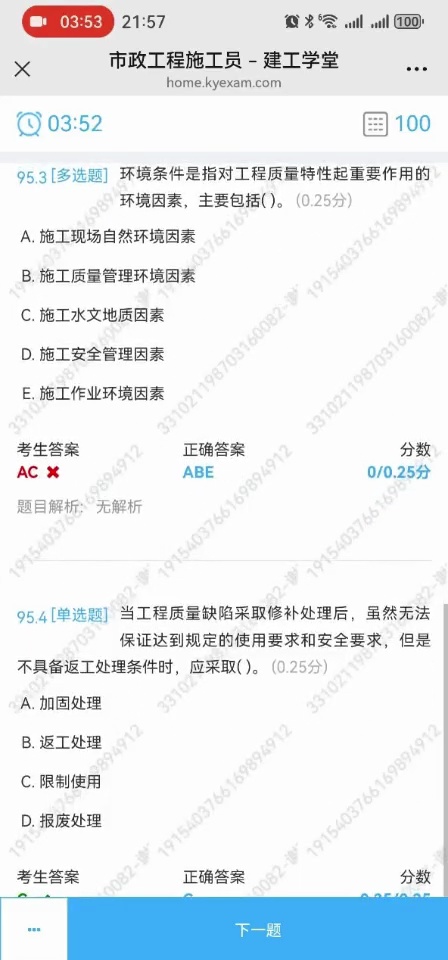 03:53 21:57 100
市政工程施工员 – 建工学堂
home.kyexam.com
03:52 100
95.3 [多选题] 环境条件是指对工程质量特性起重要作用的
环境因素，主要包括( )。 (0.25分)
A. 施工现场自然环境因素
B. 施工质量管理环境因素
C. 施工水文地质因素
D. 施工安全管理因素
E. 施工作业环境因素
考生答案 正确答案 分数
AC ABE 0/0.25分
题目解析: 无解析
95.4 [单选题] 当工程质量缺陷采取修补处理后，虽然无法
保证达到规定的使用要求和安全要求，但是
不具备返工处理条件时，应采取( )。 (0.25分)
A. 加固处理
B. 返工处理
C. 限制使用
D. 报废处理
考生答案 正确答案 分数
下一题